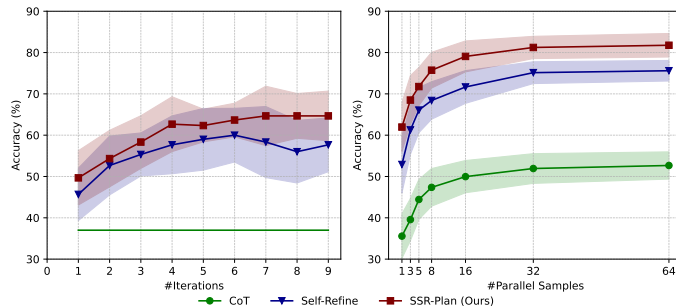 90
80
70
60
50
40
30
Accuracy (%)
0 1 2 3 4 5 6 7 8 9
#Iterations
90
80
70
60
50
40
30
Accuracy (%)
1 3 5 8 16 32 64
#Parallel Samples
CoT Self-Refine SSR-Plan (Ours)